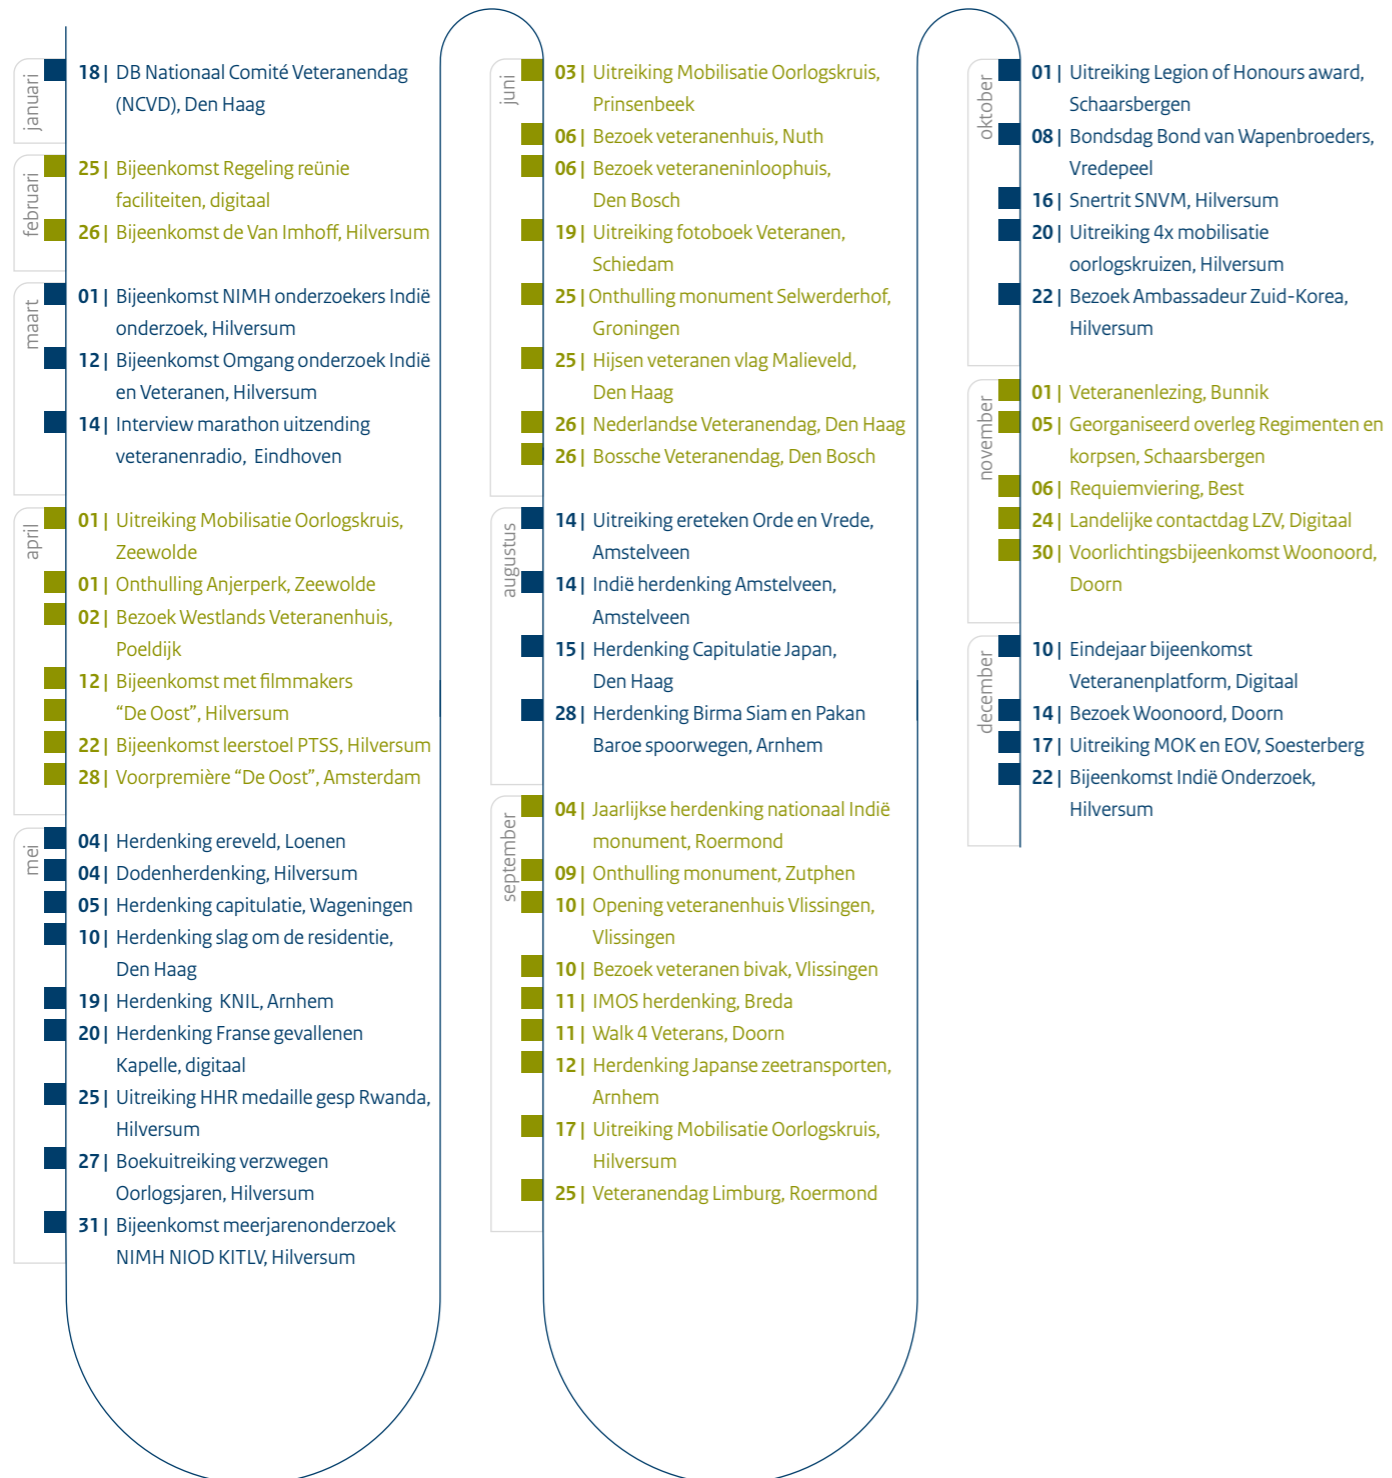 januari
18| DB Nationaal Comité Veteranendag
(NCVD), Den Haag
februari
25| Bijeenkomst Regeling reünie
faciliteiten, digitaal
26| Bijeenkomst de Van Imhoff, Hilversum
maart
01| Bijeenkomst NIMH onderzoekers Indië
onderzoek, Hilversum
12| Bijeenkomst Omgang onderzoek Indië
en Veteranen, Hilversum
14| Interview marathon uitzending
veteranenradio, Eindhoven
april
01| Uitreiking Mobilisatie Oorlogskruis,
Zeewolde
01| Onthulling Anjerperk, Zeewolde
02| Bezoek Westlands Veteranenhuis,
Poeldijk
12| Bijeenkomst met filmmakers
“De Oost”, Hilversum
22| Bijeenkomst leerstoel PTSS, Hilversum
28| Voorpremière “De Oost”, Amsterdam
mei
04| Herdenking ereveld, Loenen
04| Dodenherdenking, Hilversum
05| Herdenking capitulatie, Wageningen
10| Herdenking slag om de residentie,
Den Haag
19| Herdenking KNIL, Arnhem
20| Herdenking Franse gevallenen
Kapelle, digitaal
25| Uitreiking HHR medaille gesp Rwanda,
Hilversum
27| Boekuitreiking verzwegen
Oorlogsjaren, Hilversum
31| Bijeenkomst meerjarenonderzoek
NIMH NIOD KITLV, Hilversum
juni
03| Uitreiking Mobilisatie Oorlogskruis,
Prinsenbeek
06| Bezoek veteranenhuis, Nuth
06| Bezoek veteraneninloophuis,
Den Bosch
19| Uitreiking fotoboek Veteranen,
Schiedam
25| Onthulling monument Selwerderhof,
Groningen
25| Hijsen veteranen vlag Malieveld,
Den Haag
26| Nederlandse Veteranendag, Den Haag
26| Bossche Veteranendag, Den Bosch
augustus
14| Uitreiking ereteken Orde en Vrede,
Amstelveen
14| Indië herdenking Amstelveen,
Amstelveen
15| Herdenking Capitulatie Japan,
Den Haag
28| Herdenking Birma Siam en Pakan
Baroe spoorwegen, Arnhem
september
04| Jaarlijkse herdenking nationaal Indië
monument, Roermond
09| Onthulling monument, Zutphen
10| Opening veteranenhuis Vlissingen,
Vlissingen
10| Bezoek veteranen bivak, Vlissingen
11| IMOS herdenking, Breda
11| Walk 4 Veterans, Doorn
12| Herdenking Japanse zeetransporten,
Arnhem
17| Uitreiking Mobilisatie Oorlogskruis,
Hilversum
25| Veteranendag Limburg, Roermond
oktober
01| Uitreiking Legion of Honours award,
Schaarsbergen
08| Bondsdag Bond van Wapenbroeders,
Vredepeel
16| Snertrit SNVM, Hilversum
20| Uitreiking 4x mobilisatie
oorlogskruizen, Hilversum
22| Bezoek Ambassadeur Zuid-Korea,
Hilversum
november
01| Veteranenlezing, Bunnik
05| Georganiseerd overleg Regimenten en
korpsen, Schaarsbergen
06| Requiemviering, Best
24| Landelijke contactdag LZV, Digitaal
30| Voorlichtingsbijeenkomst Woonoord,
Doorn
december
10| Eindejaar bijeenkomst
Veteranenplatform, Digitaal
14| Bezoek Woonoord, Doorn
17| Uitreiking MOK en EOV, Soesterberg
22| Bijeenkomst Indië Onderzoek,
Hilversum